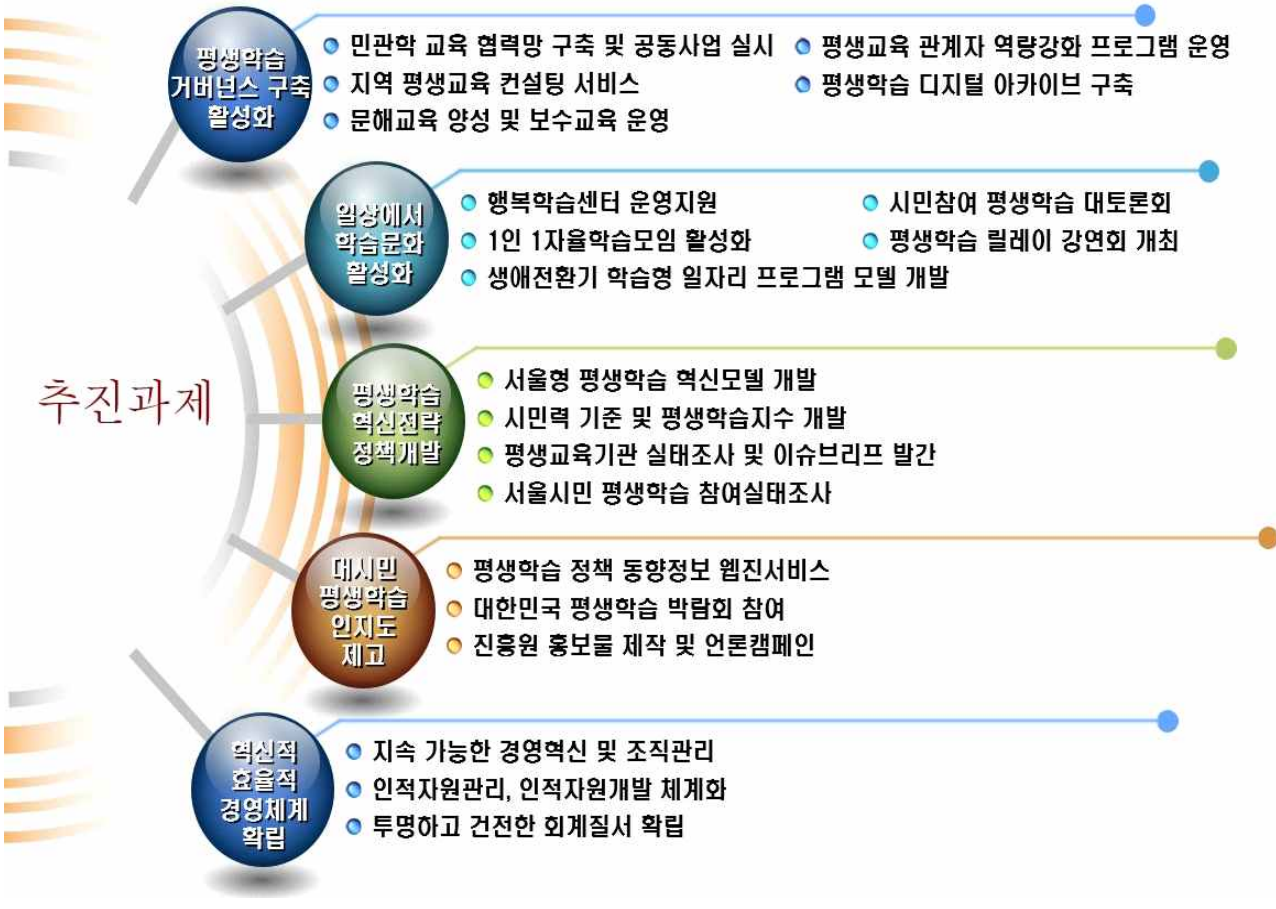 추진과제
평생학습
거버넌스 구축
활성화
민관학 교육 협력망 구축 및 공동사업 실시
평생교육 관계자 역량강화 프로그램 운영
지역 평생교육 컨설팅 서비스
평생학습 디지털 아카이브 구축
문해교육 양성 및 보수교육 운영
일상에서
학습문화
활성화
행복학습센터 운영지원
시민참여 평생학습 대토론회
1인 1자율학습모임 활성화
평생학습 릴레이 강연회 개최
생애전환기 학습형 일자리 프로그램 모델 개발
평생학습
혁신전략
정책개발
서울형 평생학습 혁신모델 개발
시민력 기준 및 평생학습지수 개발
평생교육기관 실태조사 및 이슈브리프 발간
서울시민 평생학습 참여실태조사
대시민
평생학습
인지도
제고
평생학습 정책 동향정보 웹진서비스
대한민국 평생학습 박람회 참여
진흥원 홍보물 제작 및 언론캠페인
혁신적
효율적
경영체계
확립
지속 가능한 경영혁신 및 조직관리
인적자원관리, 인적자원개발 체계화
투명하고 건전한 회계질서 확립